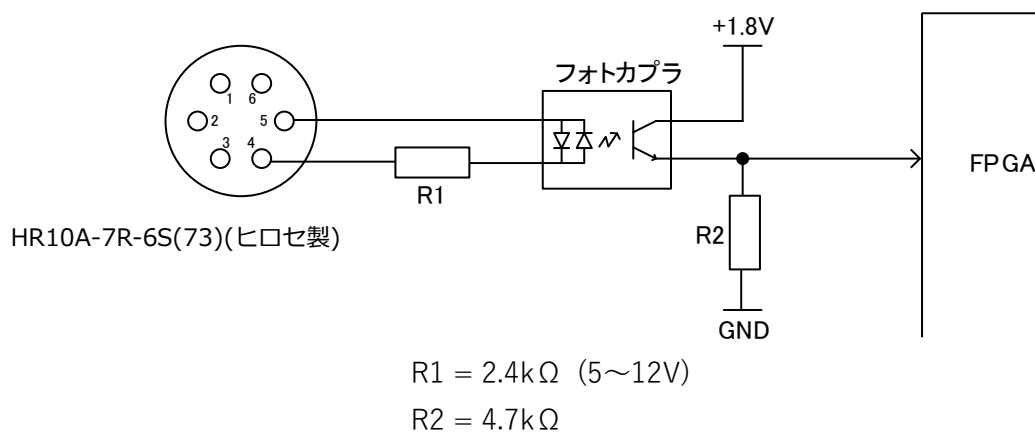 +1.8V
フォトカプラ
1
6
2
5
3
4
R1
FPGA
R2
HR10A-7R-6S(73)(ヒロセ製)
GND
R1 = 2.4kΩ (5～12V)
R2 = 4.7kΩ